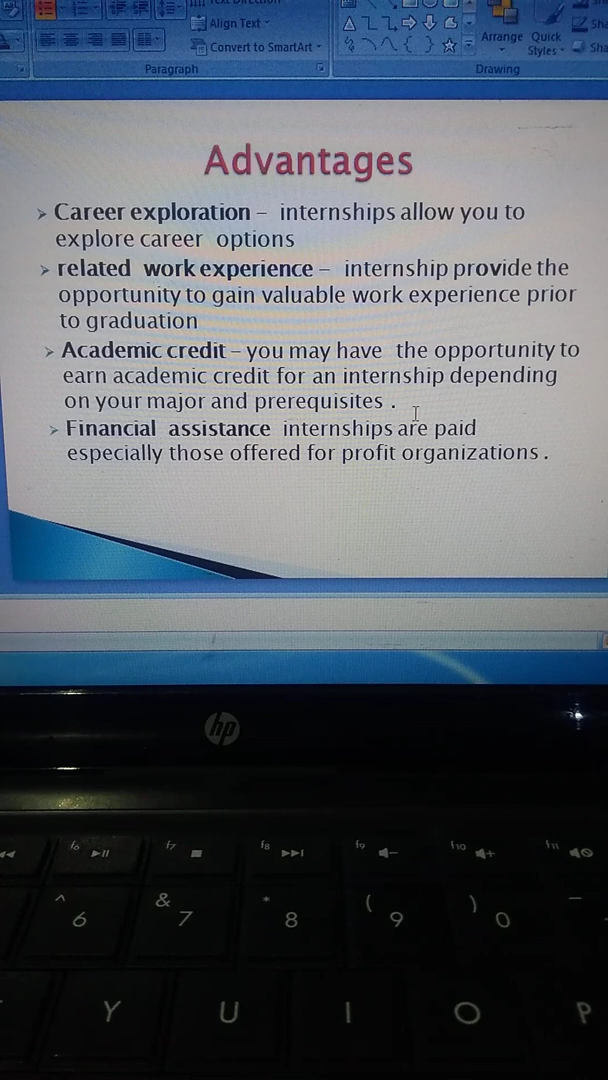 Align Text
Convert to SmartArt
Arrange
Quick
Styles
Paragraph
Drawing
Advantages
➢ Career exploration – internships allow you to
explore career options
➢ related work experience – internship provide the
opportunity to gain valuable work experience prior
to graduation
➢ Academic credit – you may have the opportunity to
earn academic credit for an internship depending
on your major and prerequisites .
➢ Financial assistance internships are paid
especially those offered for profit organizations .
hp
f6 f7 f8 f9 f10 f11
^ & * ( )
6 7 8 9 0
Y U I O P